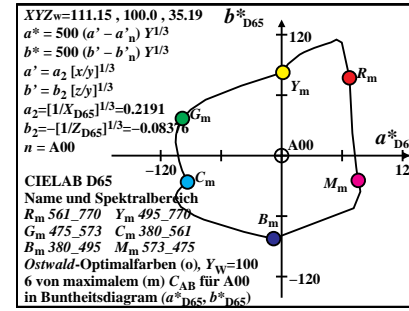 XYZw=111.15 , 100.0 , 35.19
a* = 500 (a' − a'n) Y1/3
b* = 500 (b' − b'n) Y1/3
a' = a2 [x/y]1/3
b' = b2 [z/y]1/3
a2=[1/XD65]1/3=0.2191
b2=−[1/ZD65]1/3=−0.08376
n = A00
b*D65
120
Rm
Ym
Gm
A00
a*D65
−120
12
CIELAB D65
Cm
Mm
Name und Spektralbereich
Rm 561_770 Ym 495_770
Gm 475_573 Cm 380_561
Bm 380_495 Mm 573_475
Bm
Ostwald-Optimalfarben (o), YW=100
6 von maximalem (m) CAB für A00
−120
in Buntheitsdiagram (a*D65, b*D65)